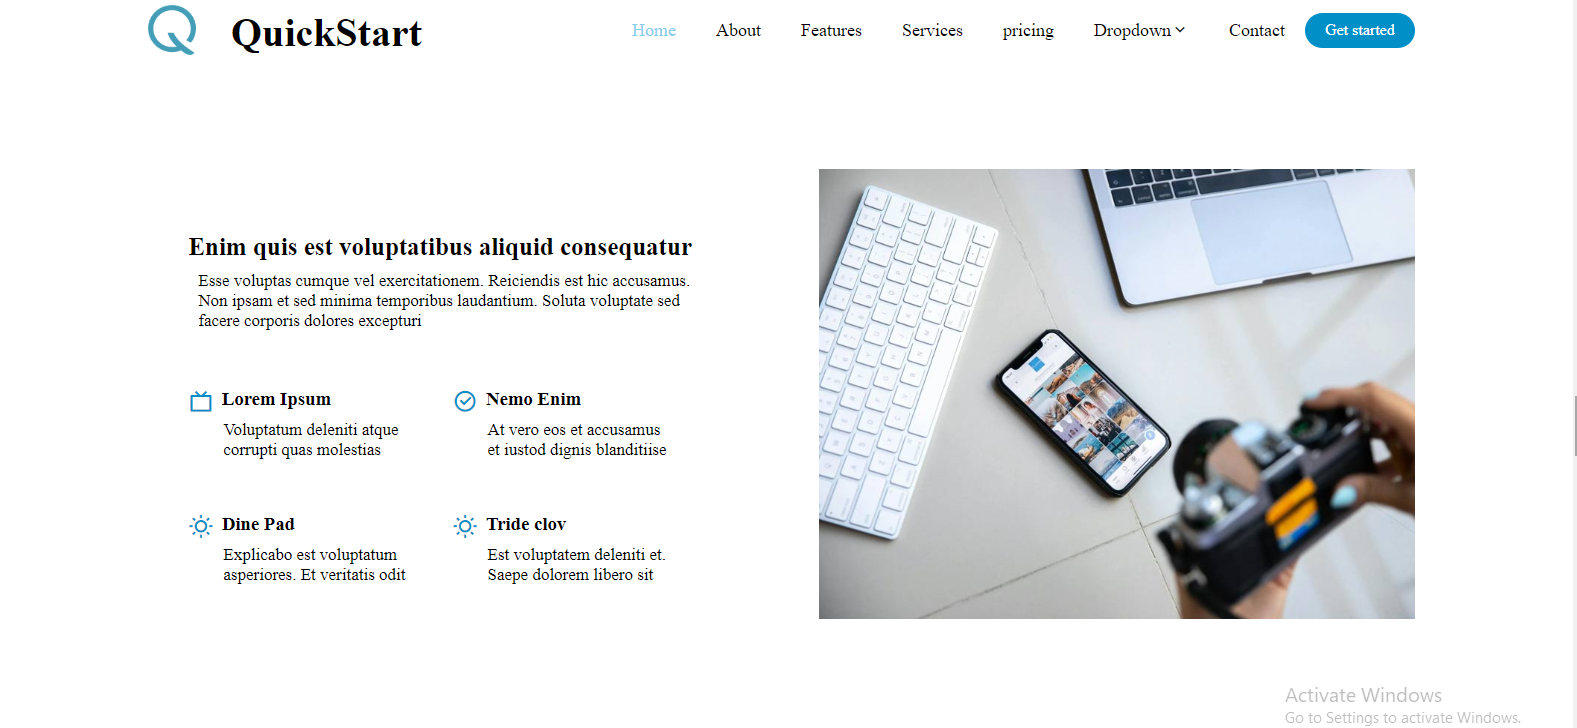 QuickStart
Home About Features Services pricing Dropdown Contact Get started
Enim quis est voluptatibus aliquid consequatur
Esse voluptas cumque vel exercitationem. Reiciendis est hic accusamus.
Non ipsam et sed minima temporibus laudantium. Soluta voluptate sed
facere corporis dolores excepturi
Lorem Ipsum
Voluptatum deleniti atque
corrupti quas molestias
Nemo Enim
At vero eos et accusamus
et iustod dignis blanditiise
Dine Pad
Explicabo est voluptatum
asperiores. Et veritatis odit
Tride clov
Est voluptatem deleniti et.
Saepe dolorem libero sit
Activate Windows
Go to Settings to activate Windows.